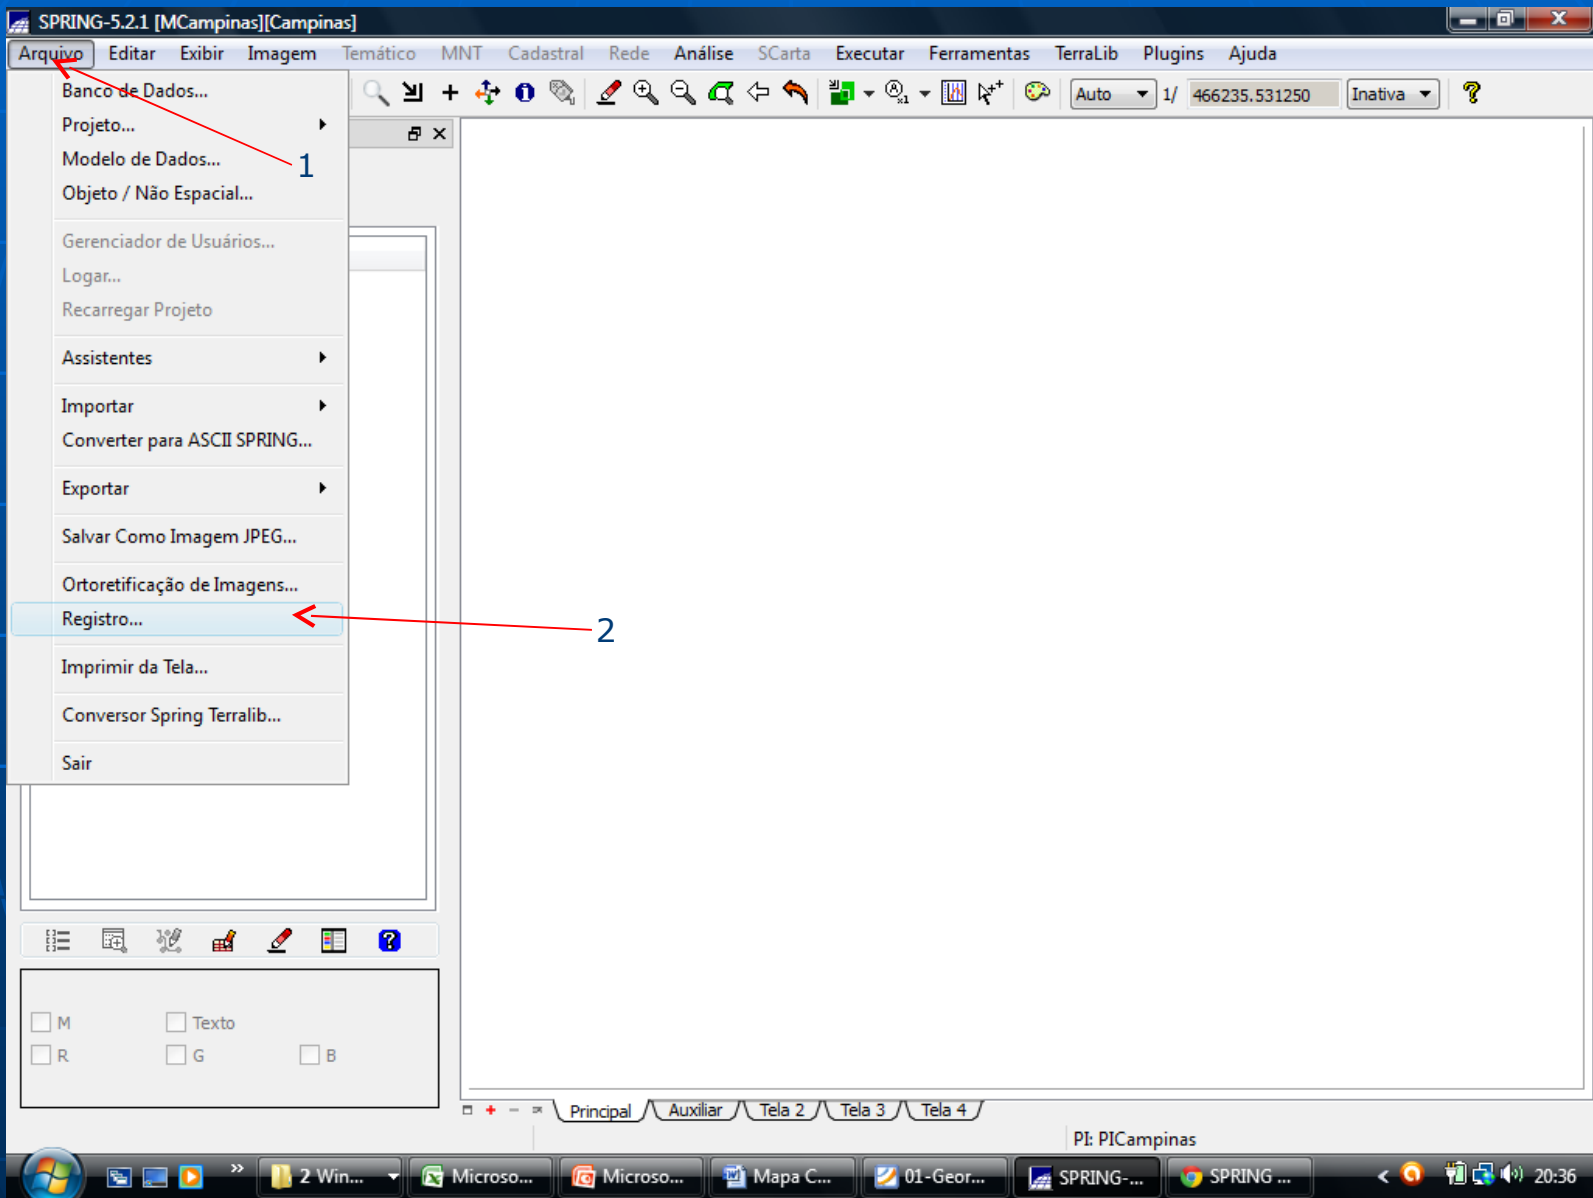 SPRING-5.2.1 [MCampinas][Campinas]
Arquivo Editar Exibir Imagem Temático MNT Cadastral Rede Análise SCarta Executar Ferramentas TerraLib Plugins Ajuda
Auto 1/ 466235.531250 Inativa
Banco de Dados...
Projeto...
Modelo de Dados...
1
Objeto / Não Espacial...
Gerenciador de Usuários...
Logar...
Recarregar Projeto
Assistentes
Importar
Converter para ASCII SPRING...
Exportar
Salvar Como Imagem JPEG...
Ortoretificação de Imagens...
Registro...
2
Imprimir da Tela...
Conversor Spring Terralib...
Sair
M Texto
R G B
Principal Auxiliar Tela 2 Tela 3 Tela 4
PI: PICampinas
2 Win... Microso... Microso... Mapa C... 01-Geor... SPRING-... SPRING ... 20:36